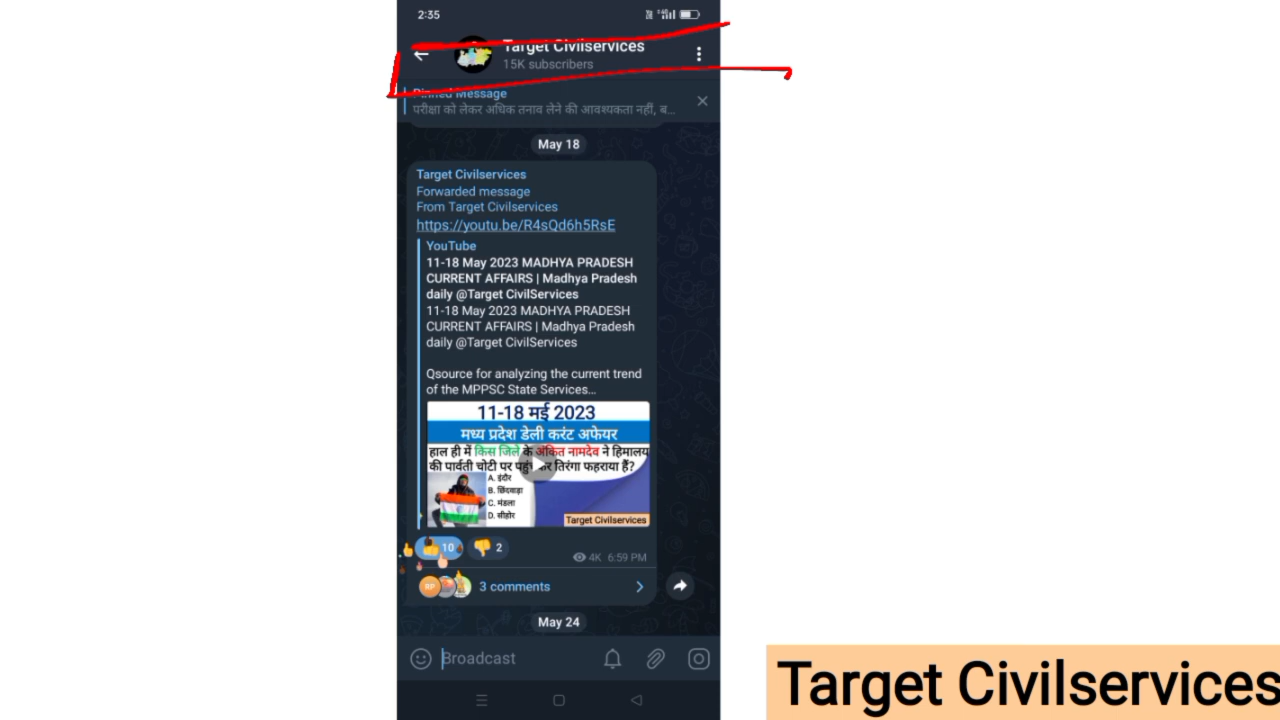 2:35
Target Civilservices
15K subscribers
Pinned Message
परीक्षा को लेकर अधिक तनाव लेने की आवश्यकता नहीं, ब...
May 18
Target Civilservices
Forwarded message
From Target Civilservices
https://youtu.be/R4sQd6h5RsE
YouTube
11-18 May 2023 MADHYA PRADESH
CURRENT AFFAIRS | Madhya Pradesh
daily @Target CivilServices
11-18 May 2023 MADHYA PRADESH
CURRENT AFFAIRS | Madhya Pradesh
daily @Target CivilServices
Qsource for analyzing the current trend
of the MPPSC State Services...
11-18 मई 2023
मध्य प्रदेश डेली करंट अफेयर
हाल ही में किस जिले के अंकित नामदेव ने हिमालय
की पार्वती चोटी पर पहुंचकर तिरंगा फहराया हैं?
A. इंदौर
B. छिंदवाड़ा
C. मंडला
D. सीहोर
Target Civilservices
10 2
4K 6:59 PM
RP
3 comments
May 24
Broadcast
Target Civilservices